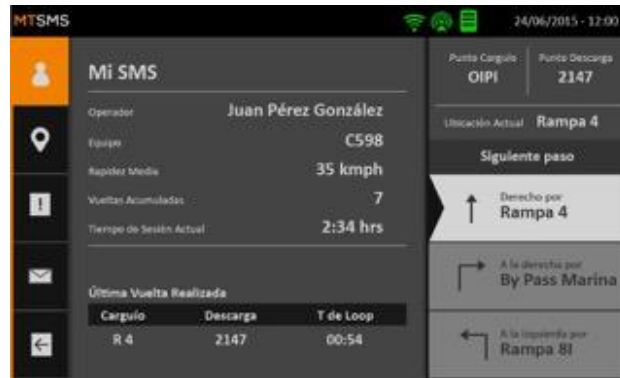 MTSMS
24/06/2015 - 12:00
Mi SMS
Operador Juan Pérez González
Equipo C598
Rapidez Media 35 kmph
Vueltas Acumuladas 7
Tiempo de Sesión Actual 2:34 hrs
Última Vuelta Realizada
Carguío Descarga T de Loop
R 4 2147 00:54
Punto Carguío Punto Descarga
OIPI 2147
Ubicación Actual Rampa 4
Siguiente paso
Derecho por
Rampa 4
A la derecha por
By Pass Marina
A la izquierda por
Rampa 8I